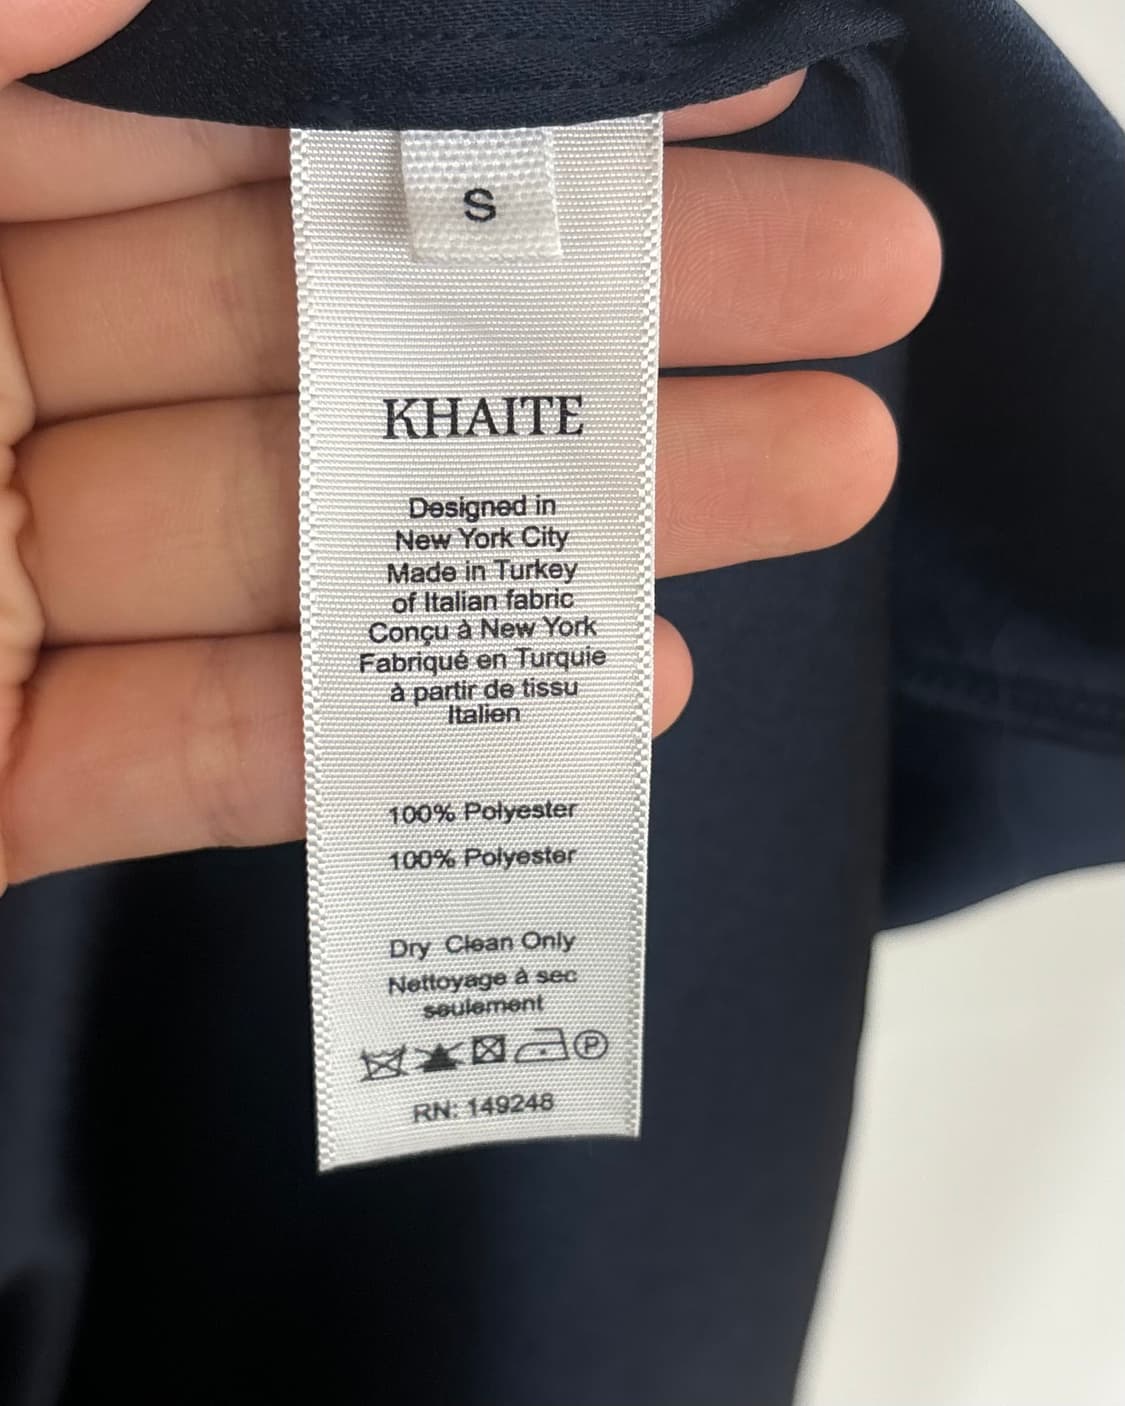 S
KHAITE
Designed in
New York City
Made in Turkey
of Italian fabric
Conçu à New York
Fabriqué en Turquie
à partir de tissu
Italien
100% Polyester
100% Polyester
Dry Clean Only
Nettoyage à sec
seulement
P
RN: 149248